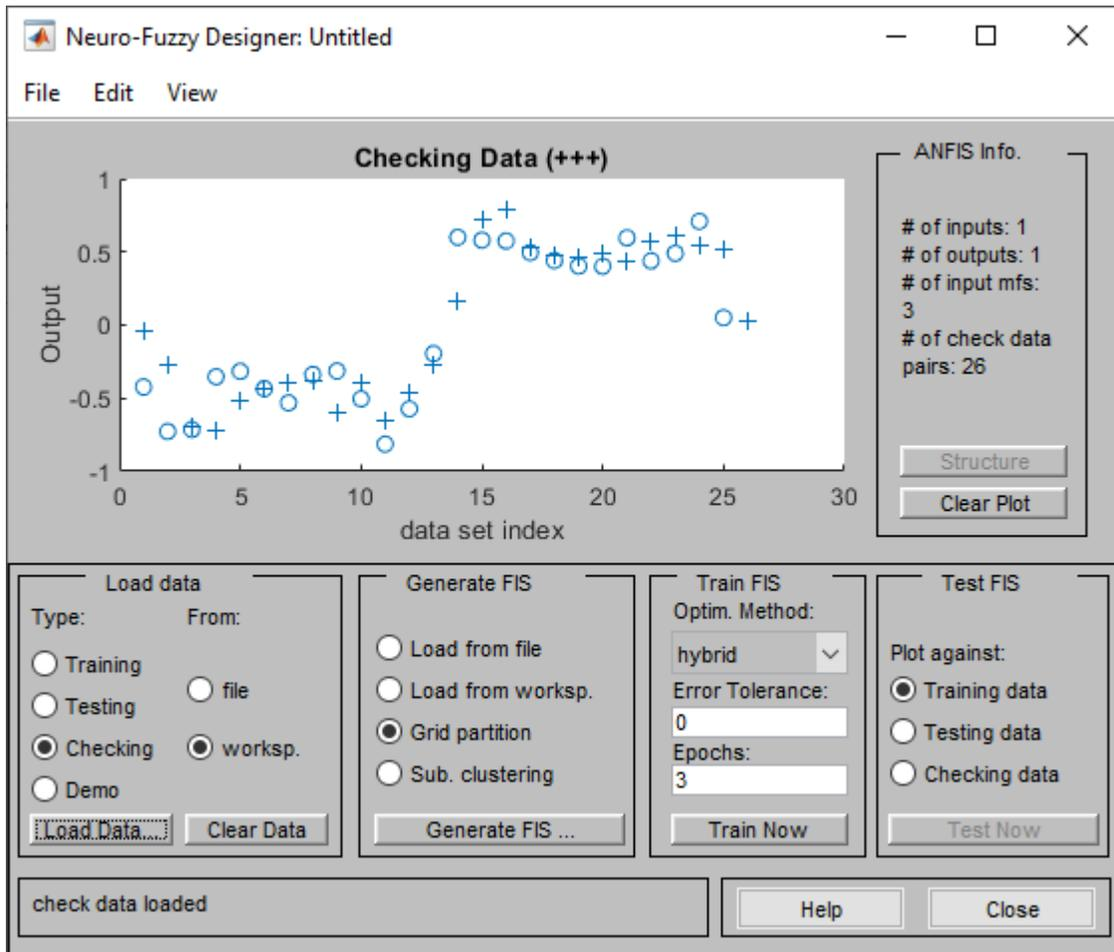 Neuro-Fuzzy Designer: Untitled
File Edit View
Checking Data (+++)
1
0.5
0
-0.5
-1
Output
0 5 10 15 20 25 30
data set index
ANFIS Info.
# of inputs: 1
# of outputs: 1
# of input mfs:
3
# of check data
pairs: 26
Structure
Clear Plot
Load data
Type: From:
Training
Testing
Checking
Demo
file
worksp.
Load Data... Clear Data
Generate FIS
Load from file
Load from worksp.
Grid partition
Sub. clustering
Generate FIS ...
Train FIS
Optim. Method:
hybrid
Error Tolerance:
0
Epochs:
3
Train Now
Test FIS
Plot against:
Training data
Testing data
Checking data
Test Now
check data loaded
Help Close